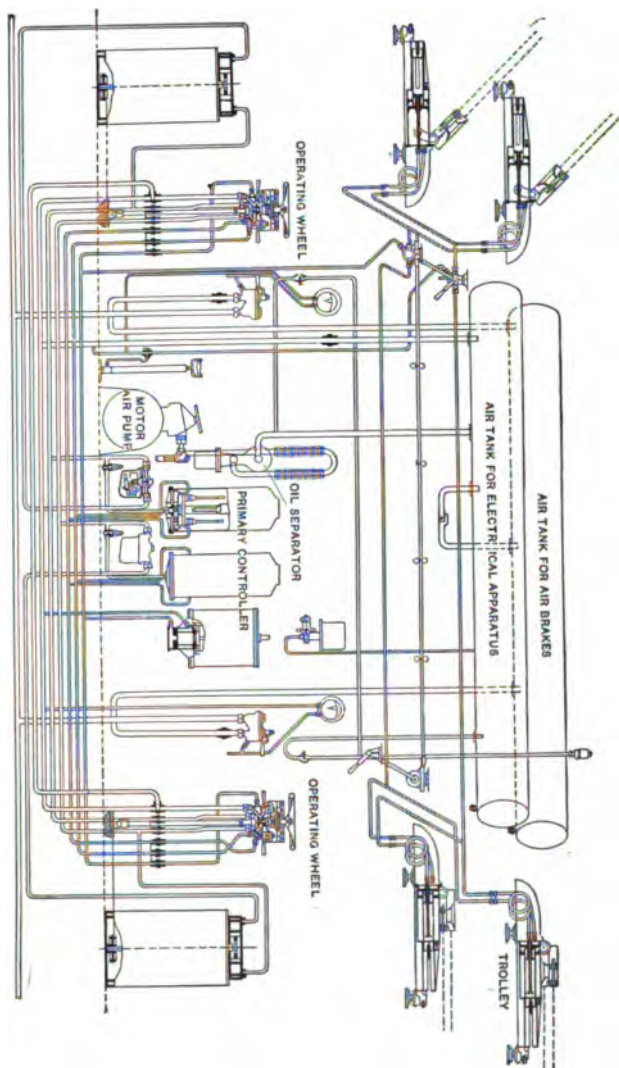 OPERATING WHEEL
MOTOR
AIR PUMP
OIL SEPARATOR
PRIMARY CONTROLLER
AIR TANK FOR ELECTRICAL APPARATUS
AIR TANK FOR AIR BRAKES
OPERATING WHEEL
TROLLEY